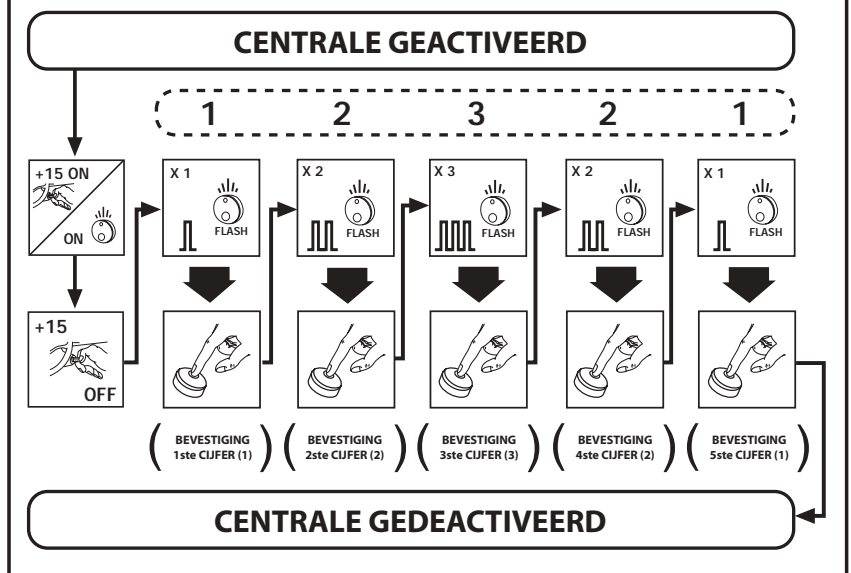 CENTRALE GEACTIVEERD
1 2 3 2 1
+15 ON
ON
X 1
FLASH
X 2
FLASH
X 3
FLASH
X 2
FLASH
X 1
FLASH
+15
OFF
BEVESTIGING
1ste CIJFER (1)
BEVESTIGING
2ste CIJFER (2)
BEVESTIGING
3ste CIJFER (3)
BEVESTIGING
4ste CIJFER (2)
BEVESTIGING
5ste CIJFER (1)
CENTRALE GEDEACTIVEERD